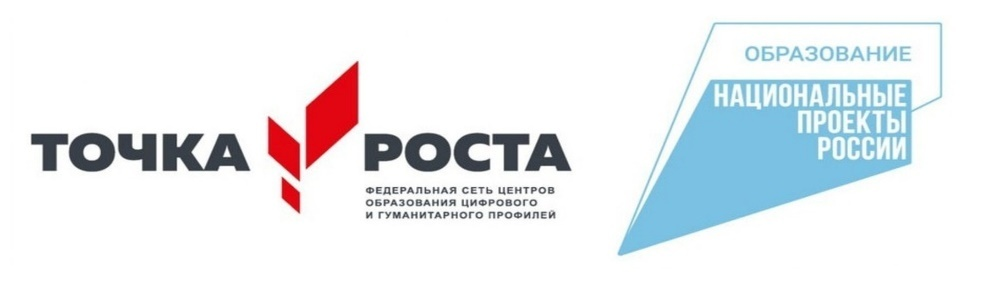 ТОЧКА РОСТА
ФЕДЕРАЛЬНАЯ СЕТЬ ЦЕНТРОВ
ОБРАЗОВАНИЯ ЦИФРОВОГО
И ГУМАНИТАРНОГО ПРОФИЛЕЙ
ОБРАЗОВАНИЕ
НАЦИОНАЛЬНЫЕ
ПРОЕКТЫ
РОССИИ